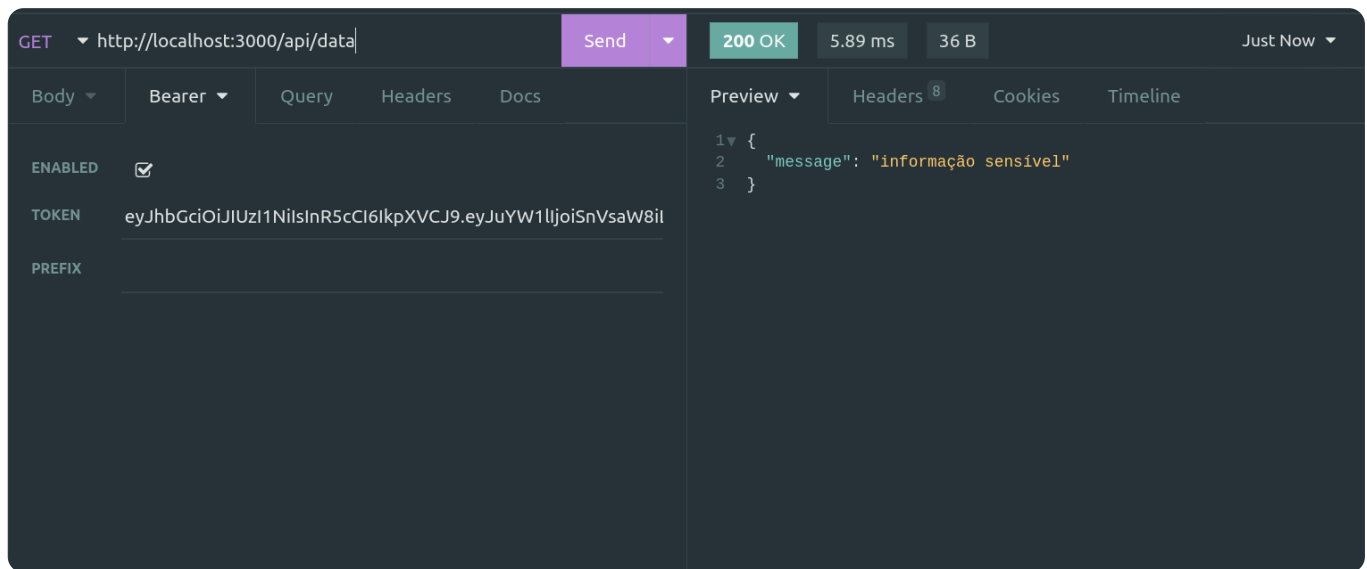 GET http://localhost:3000/api/data Send 200 OK 5.89 ms 36 B Just Now
Body Bearer Query Headers Docs
Preview Headers 8 Cookies Timeline
ENABLED
TOKEN eyJhbGciOiJIUzI1NiIsInR5cCI6IkpXVCJ9.eyJuYW1lIjoiSnVsaW8iL
PREFIX
1 {
2 "message": "informação sensível"
3 }